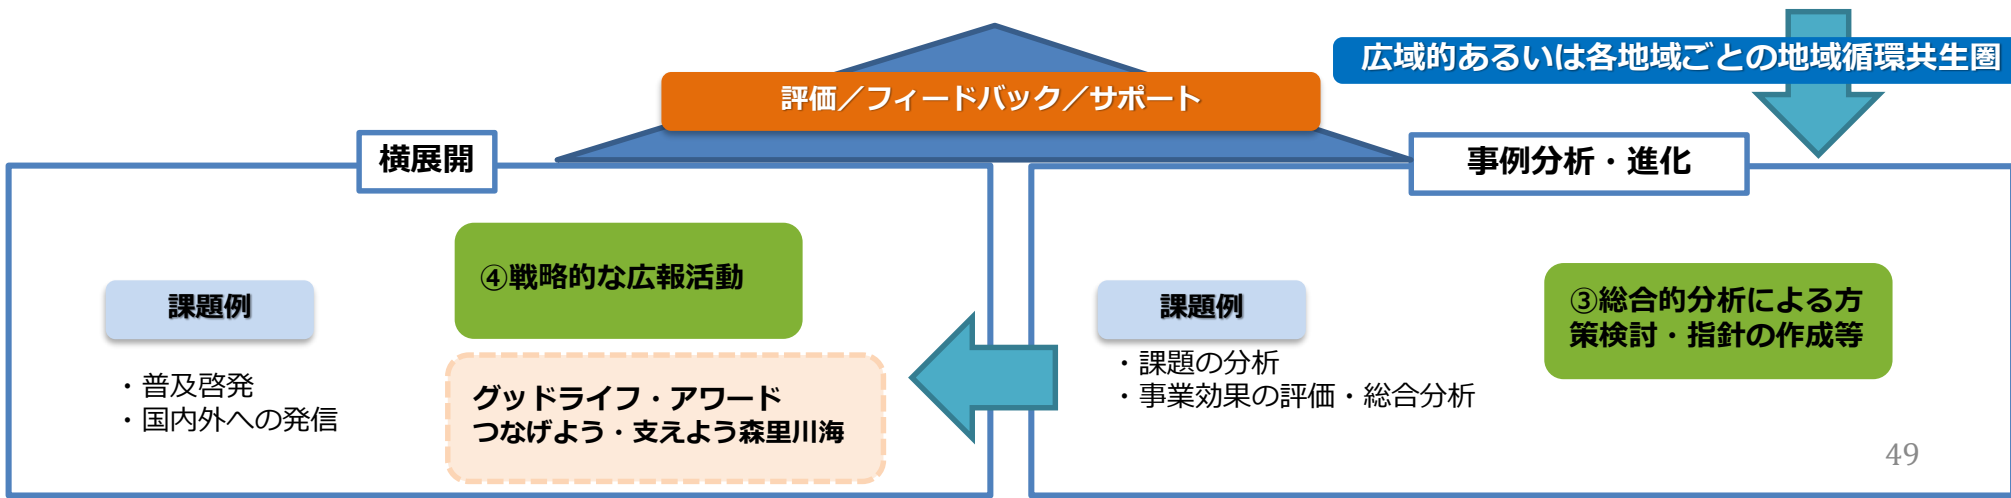 広域的あるいは各地域ごとの地域循環共生圏
評価／フィードバック／サポート
横展開
④戦略的な広報活動
課題例
・普及啓発
・国内外への発信
グッドライフ・アワード
つなげよう・支えよう森里川海
事例分析・進化
課題例
・課題の分析
・事業効果の評価・総合分析
③総合的分析による方
策検討・指針の作成等
49